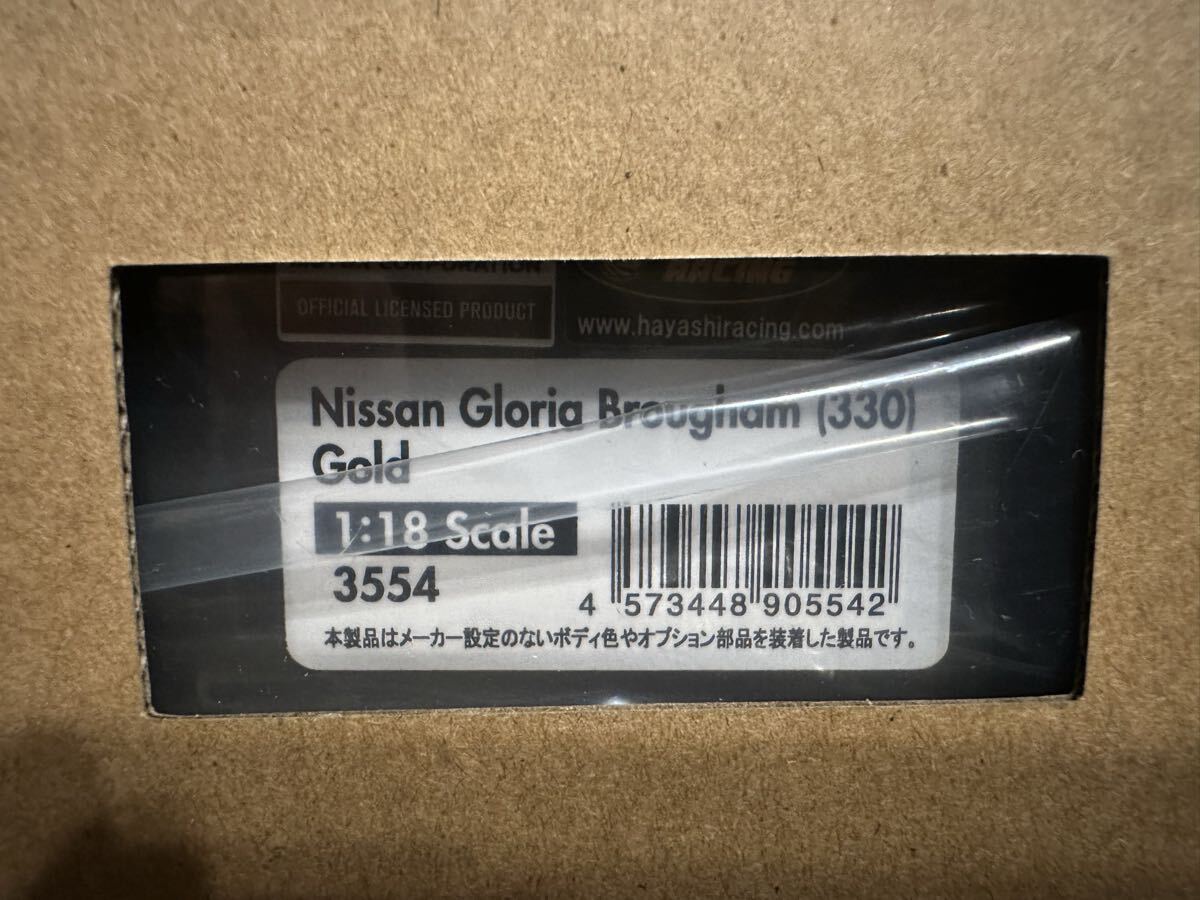 CORPORATION
OFFICIAL LICENSED PRODUCT
RACING
www.hayashiracing.com
Nissan Gloria Brougham (330)
Gold
1:18 Scale
3554
4 573448 905542
本製品はメーカー設定のないボディ色やオプション部品を装着した製品です。